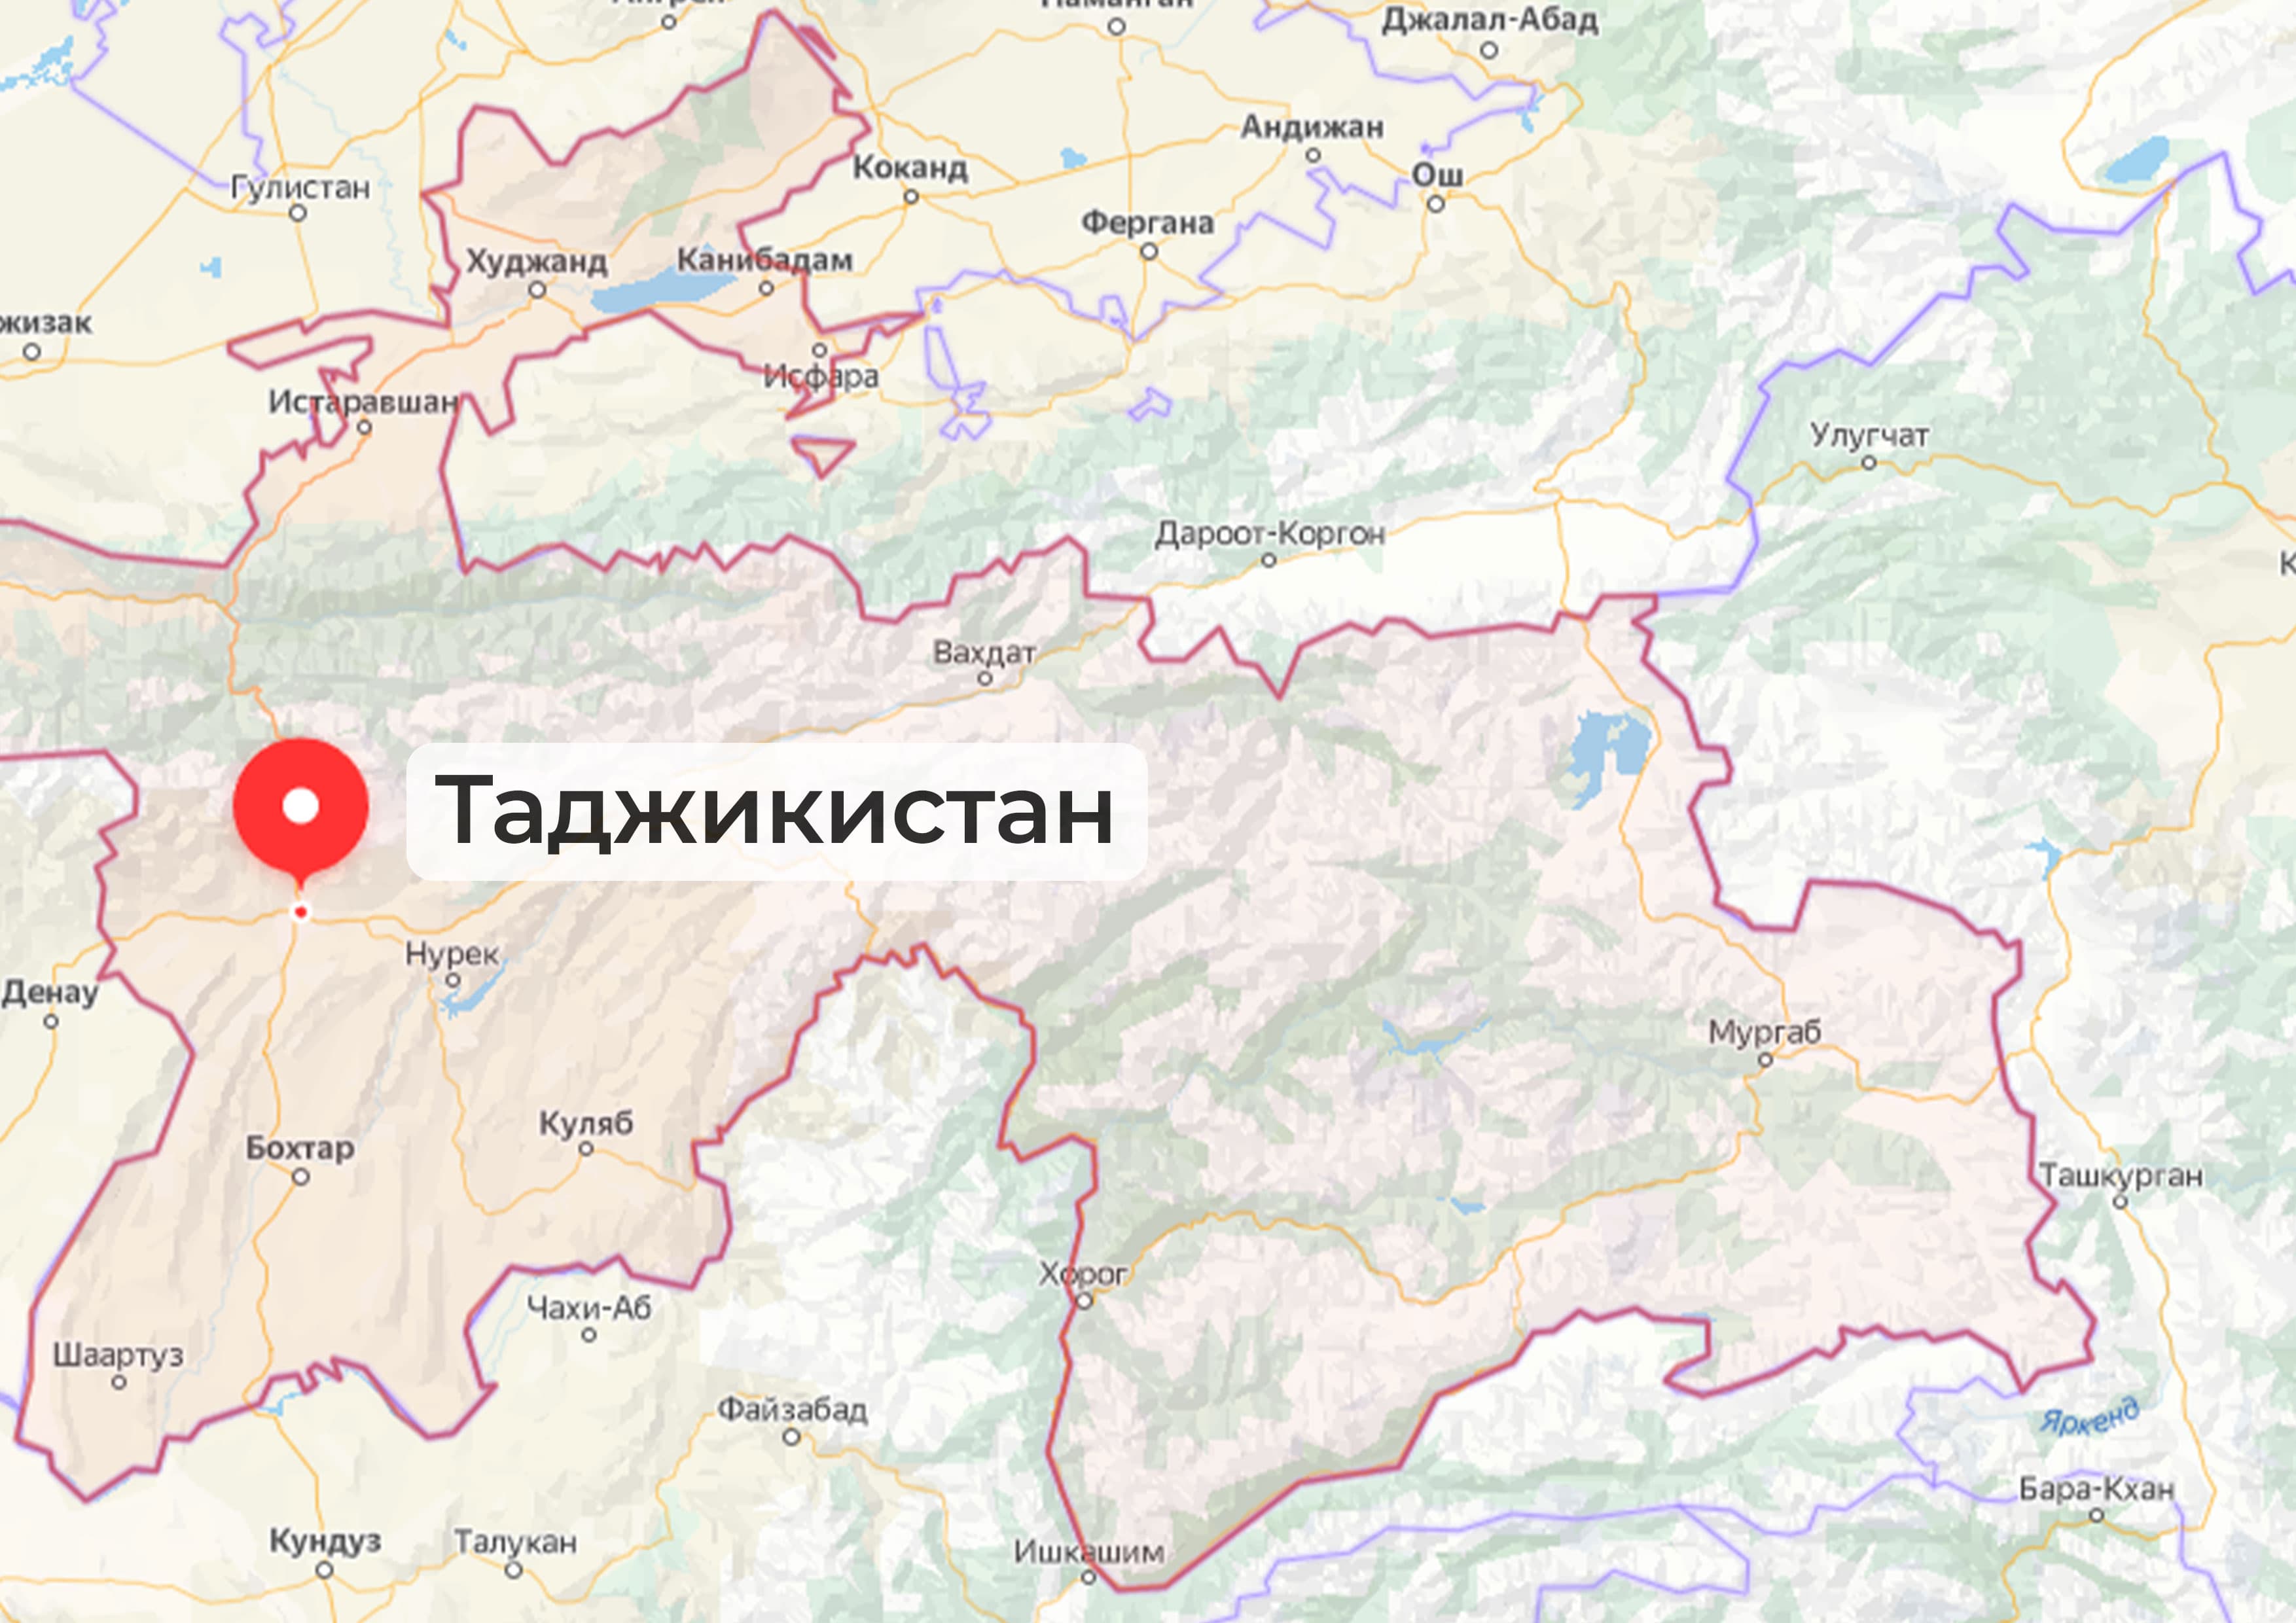 Наманган
Джалал-Абад
Андижан
Коканд
Ош
Гулистан
Фергана
Худжанд
Канибадам
Исфара
Истаравшан
Улугчат
Дароот-Коргон
Вахдат
Таджикистан
Нурек
Денау
Мургаб
Куляб
Бохтар
Ташкурган
Хорог
Чахи-Аб
Шаартуз
Файзабад
Яркенд
Бара-Кхан
Кундуз
Талукан
Ишкашим